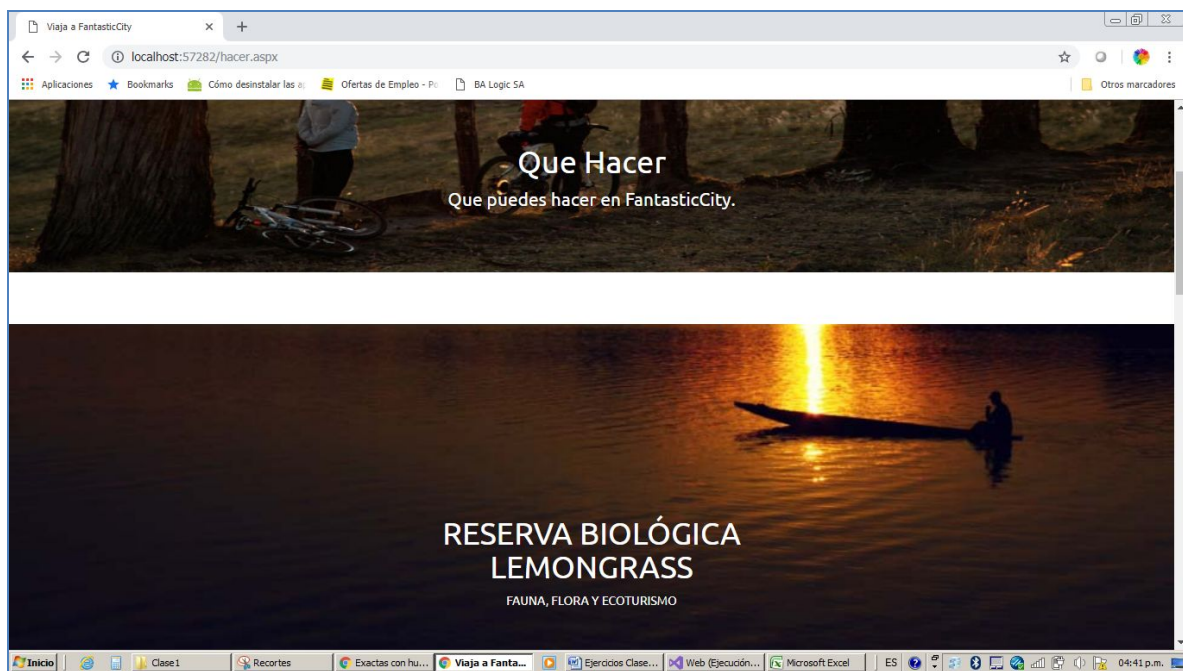 Viaja a FantasticCity
localhost:57282/hacer.aspx
Aplicaciones Bookmarks Cómo desinstalar las a Ofertas de Empleo - Po BA Logic SA Otros marcadores
Que Hacer
Que puedes hacer en FantasticCity.
RESERVA BIOLÓGICA
LEMONGRASS
FAUNA, FLORA Y ECOTURISMO
Inicio Clase1 Recortes Exactas con hu... Viaja a Fanta... Ejercicios Clase... Web (Ejecución... Microsoft Excel ES 04:41 p.m.